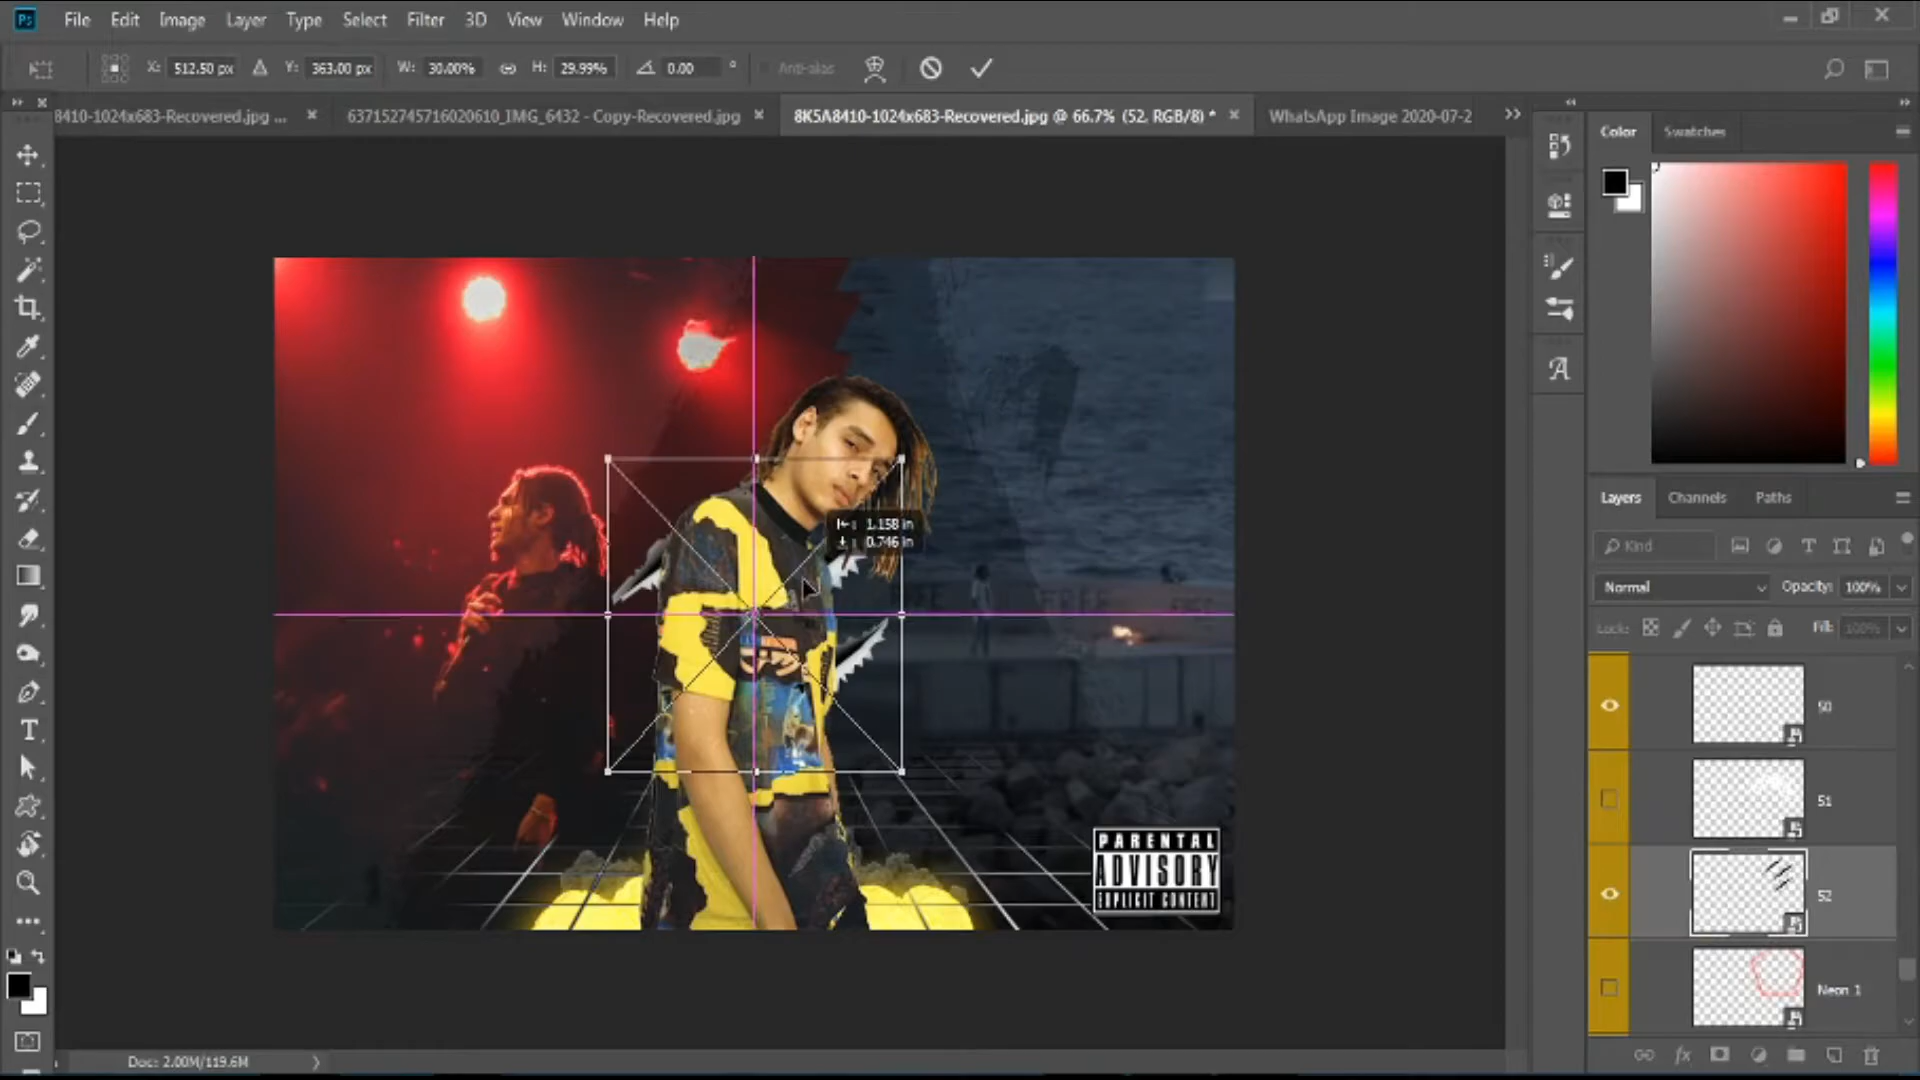 Ps File Edit Image Layer Type Select Filter 3D View Window Help
X: 512.50 px Y: 363.00 px W: 30.00% H: 29.99% 0.00 ° Anti-alias
8410-1024x683-Recovered.jpg ... × 637152745716020610_IMG_6432 - Copy-Recovered.jpg × 8K5A8410-1024x683-Recovered.jpg @ 66.7% (52, RGB/8) * × WhatsApp Image 2020-07-2
Color Swatches
1.158 in
0.746 in
FREE
PARENTAL
ADVISORY
EXPLICIT CONTENT
Layers Channels Paths
Kind
Normal Opacity: 100%
Lock: Fill: 100%
50
51
52
Neon 1
Doc: 2.00M/119.6M